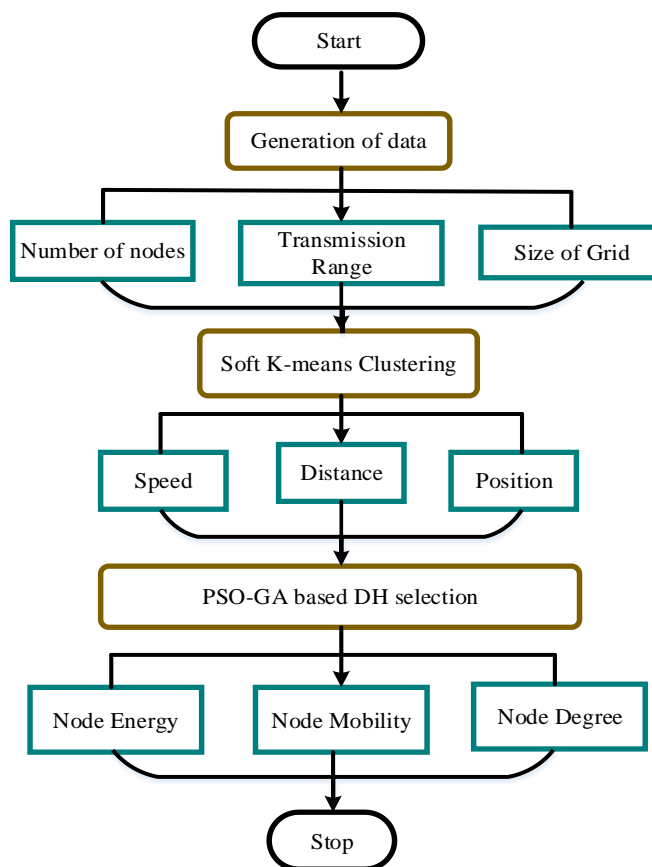 Start
Generation of data
Number of nodes
Transmission
Range
Size of Grid
Soft K-means Clustering
Speed
Distance
Position
PSO-GA based DH selection
Node Energy
Node Mobility
Node Degree
Stop